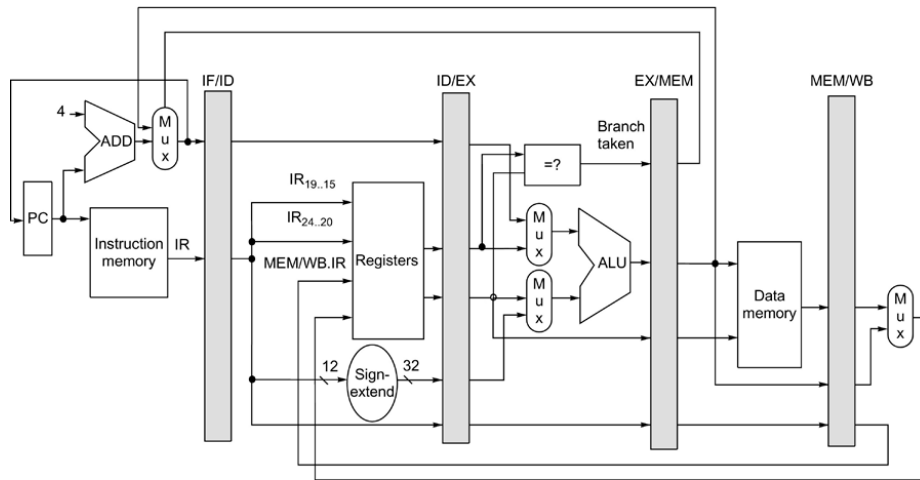 IF/ID
ID/EX
EX/MEM
MEM/WB
4
ADD
M
u
x
Branch
taken
=?
PC
Instruction
memory
IR
IR19..15
IR24..20
MEM/WB.IR
Registers
M
u
x
M
u
x
ALU
Data
memory
M
u
x
12
Sign-
extend
32